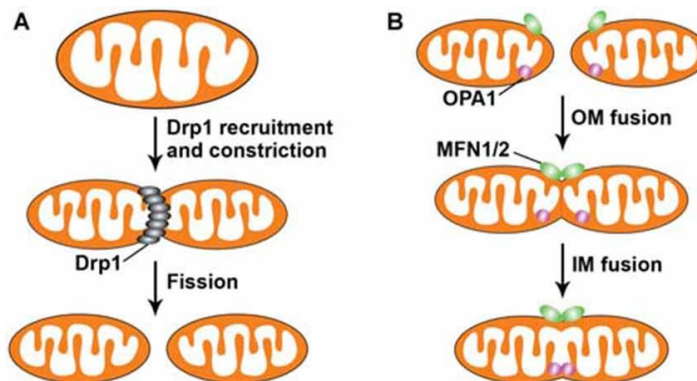 A
Drp1 recruitment
and constriction
Drp1
Fission
B
OPA1
OM fusion
MFN1/2
IM fusion